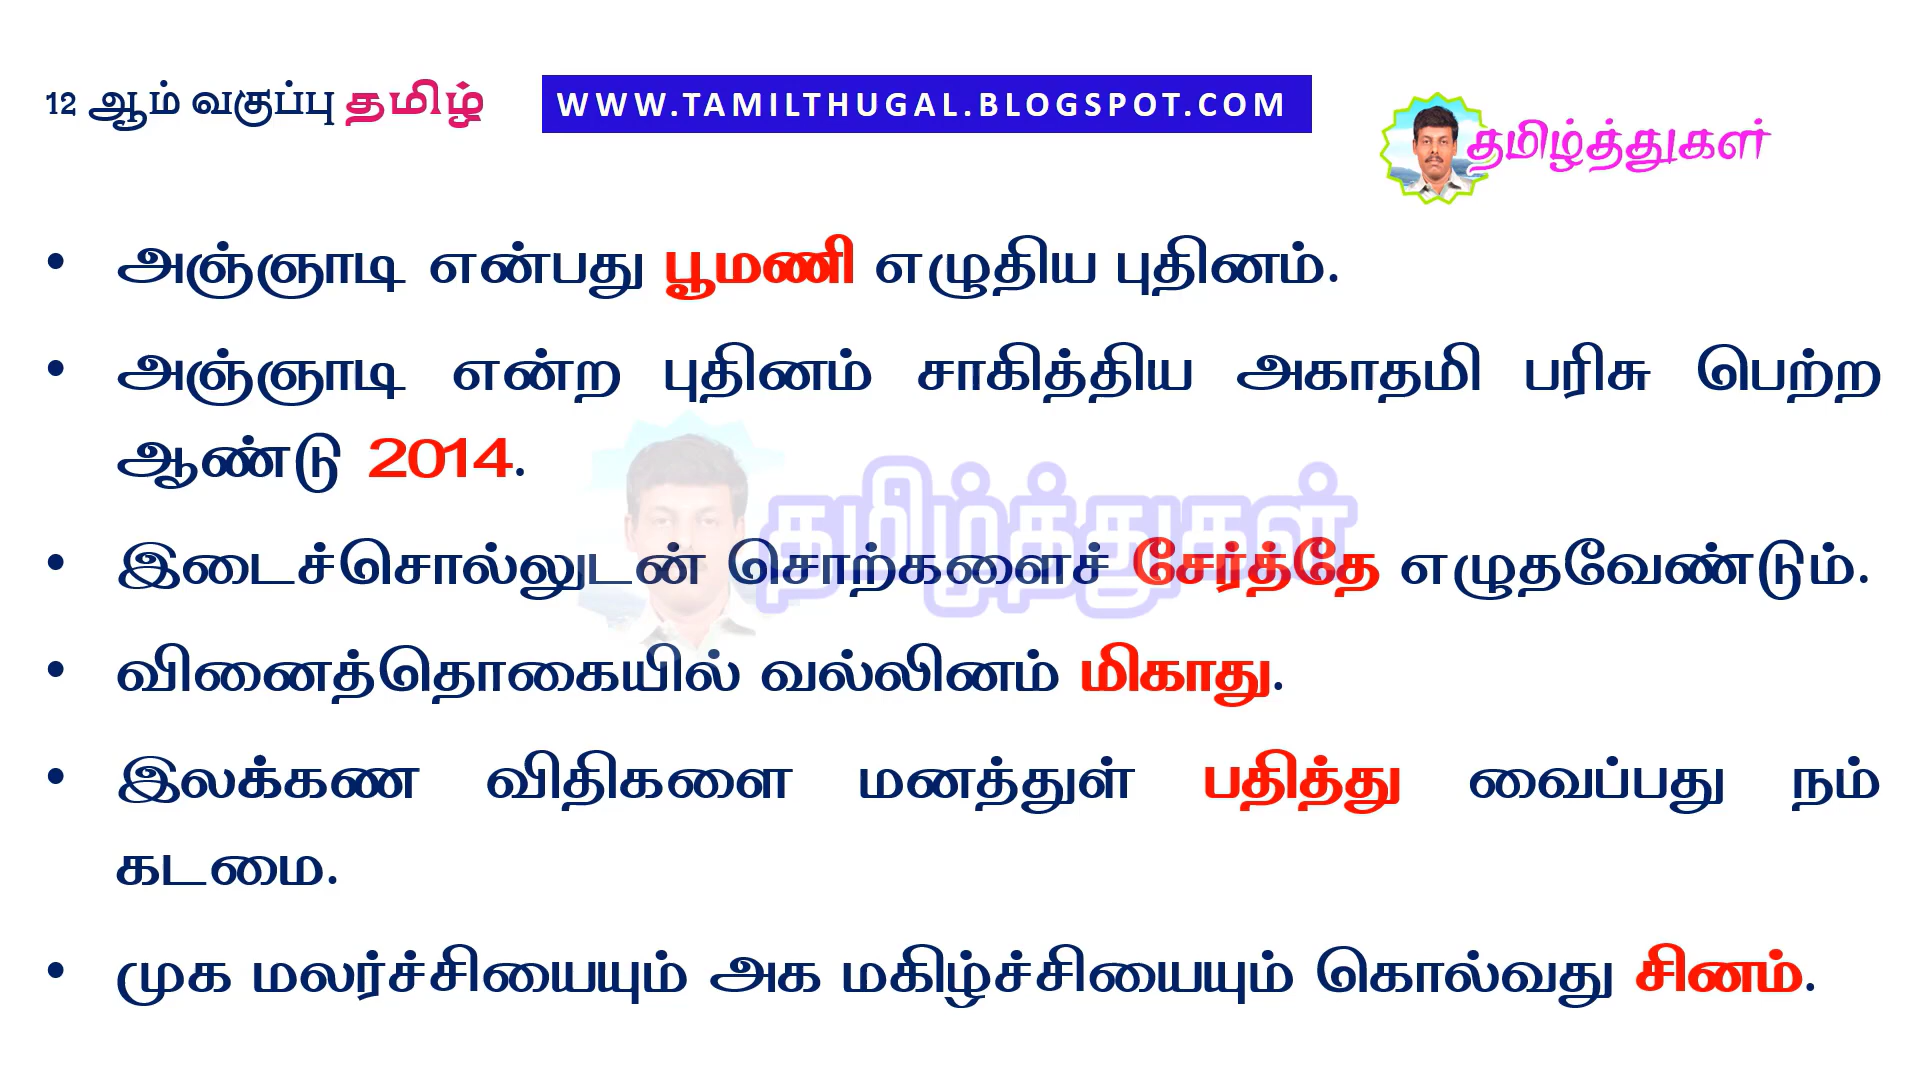 12 ஆம் வகுப்பு தமிழ்
WWW.TAMILTHUGAL.BLOGSPOT.COM
தமிழ்த்துகள்
• அஞ்ஞாடி என்பது பூமணி எழுதிய புதினம்.
• அஞ்ஞாடி என்ற புதினம் சாகித்திய அகாதமி பரிசு பெற்ற
ஆண்டு 2014.
தமிழ்த்துகள்
• இடைச்சொல்லுடன் சொற்களைச் சேர்த்தே எழுதவேண்டும்.
• வினைத்தொகையில் வல்லினம் மிகாது.
• இலக்கண விதிகளை மனத்துள் பதித்து வைப்பது நம்
கடமை.
• முக மலர்ச்சியையும் அக மகிழ்ச்சியையும் கொல்வது சினம்.